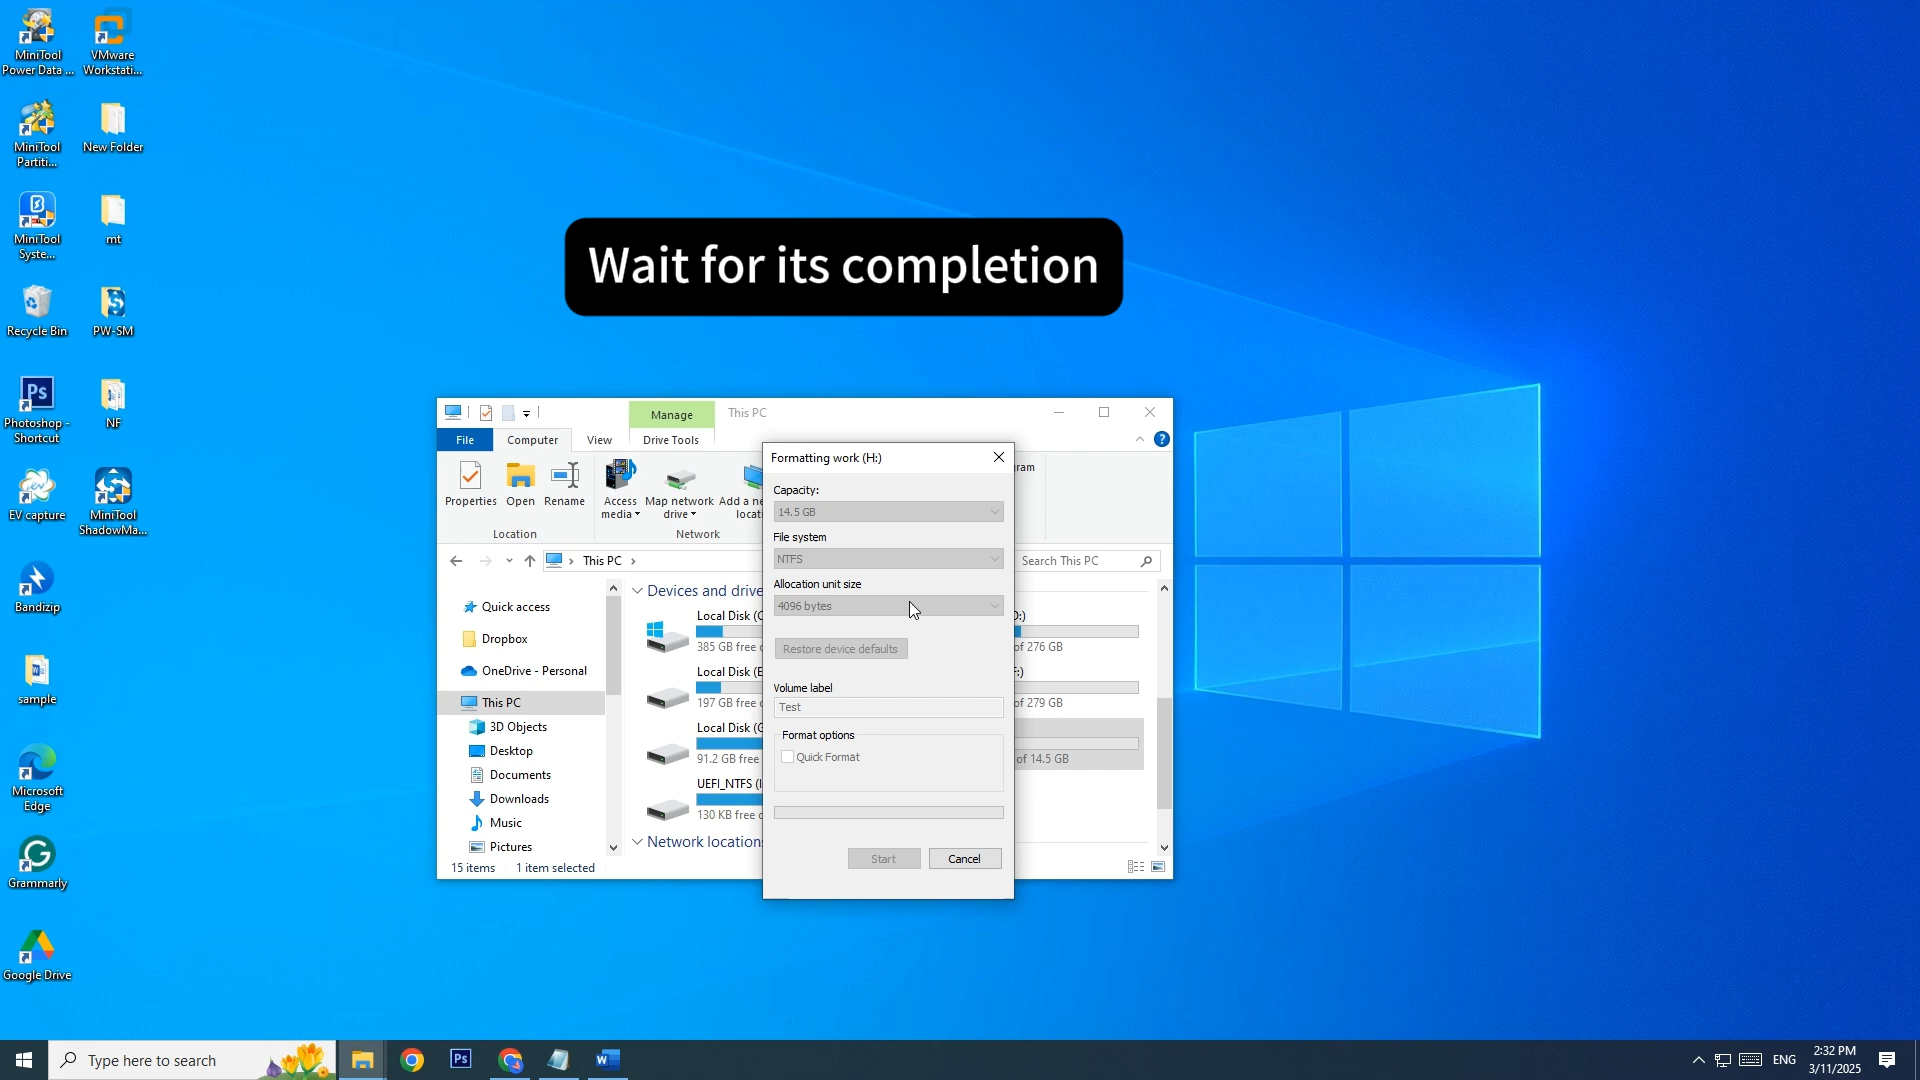 MiniTool
Power Data ...
VMware
Workstati...
MiniTool
Partiti...
New Folder
MiniTool
Syste...
mt
Recycle Bin
PW-SM
Photoshop -
Shortcut
NF
EV capture
MiniTool
ShadowMa...
Bandizip
sample
Microsoft
Edge
Grammarly
Google Drive
Wait for its completion
Manage
This PC
File
Computer
View
Drive Tools
Properties
Open
Rename
Access
media
Map network
drive
Add a ne
locati
ram
Location
Network
This PC
Search This PC
Quick access
Dropbox
OneDrive - Personal
This PC
3D Objects
Desktop
Documents
Downloads
Music
Pictures
Devices and drive
Local Disk (C
385 GB free
of 276 GB
Local Disk (E
197 GB free
of 279 GB
Local Disk (G
91.2 GB free
of 14.5 GB
UEFI_NTFS (I
130 KB free
Network locations
15 items
1 item selected
Formatting work (H:)
Capacity:
14.5 GB
File system
NTFS
Allocation unit size
4096 bytes
Restore device defaults
Volume label
Test
Format options
Quick Format
Start
Cancel
Type here to search
ENG
2:32 PM
3/11/2025